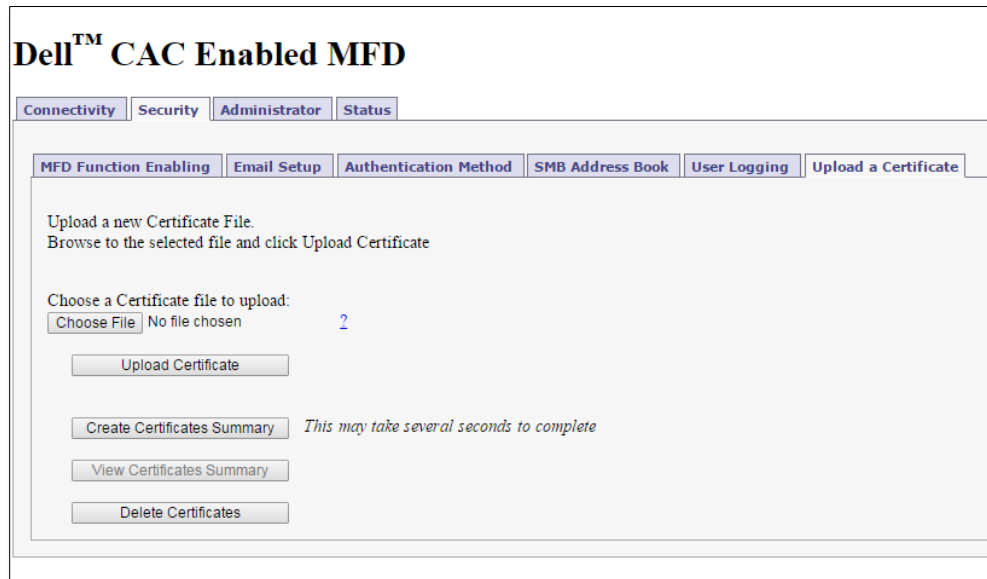 Dell™ CAC Enabled MFD
Connectivity Security Administrator Status
MFD Function Enabling Email Setup Authentication Method SMB Address Book User Logging Upload a Certificate
Upload a new Certificate File.
Browse to the selected file and click Upload Certificate
Choose a Certificate file to upload:
Choose File No file chosen ?
Upload Certificate
Create Certificates Summary This may take several seconds to complete
View Certificates Summary
Delete Certificates